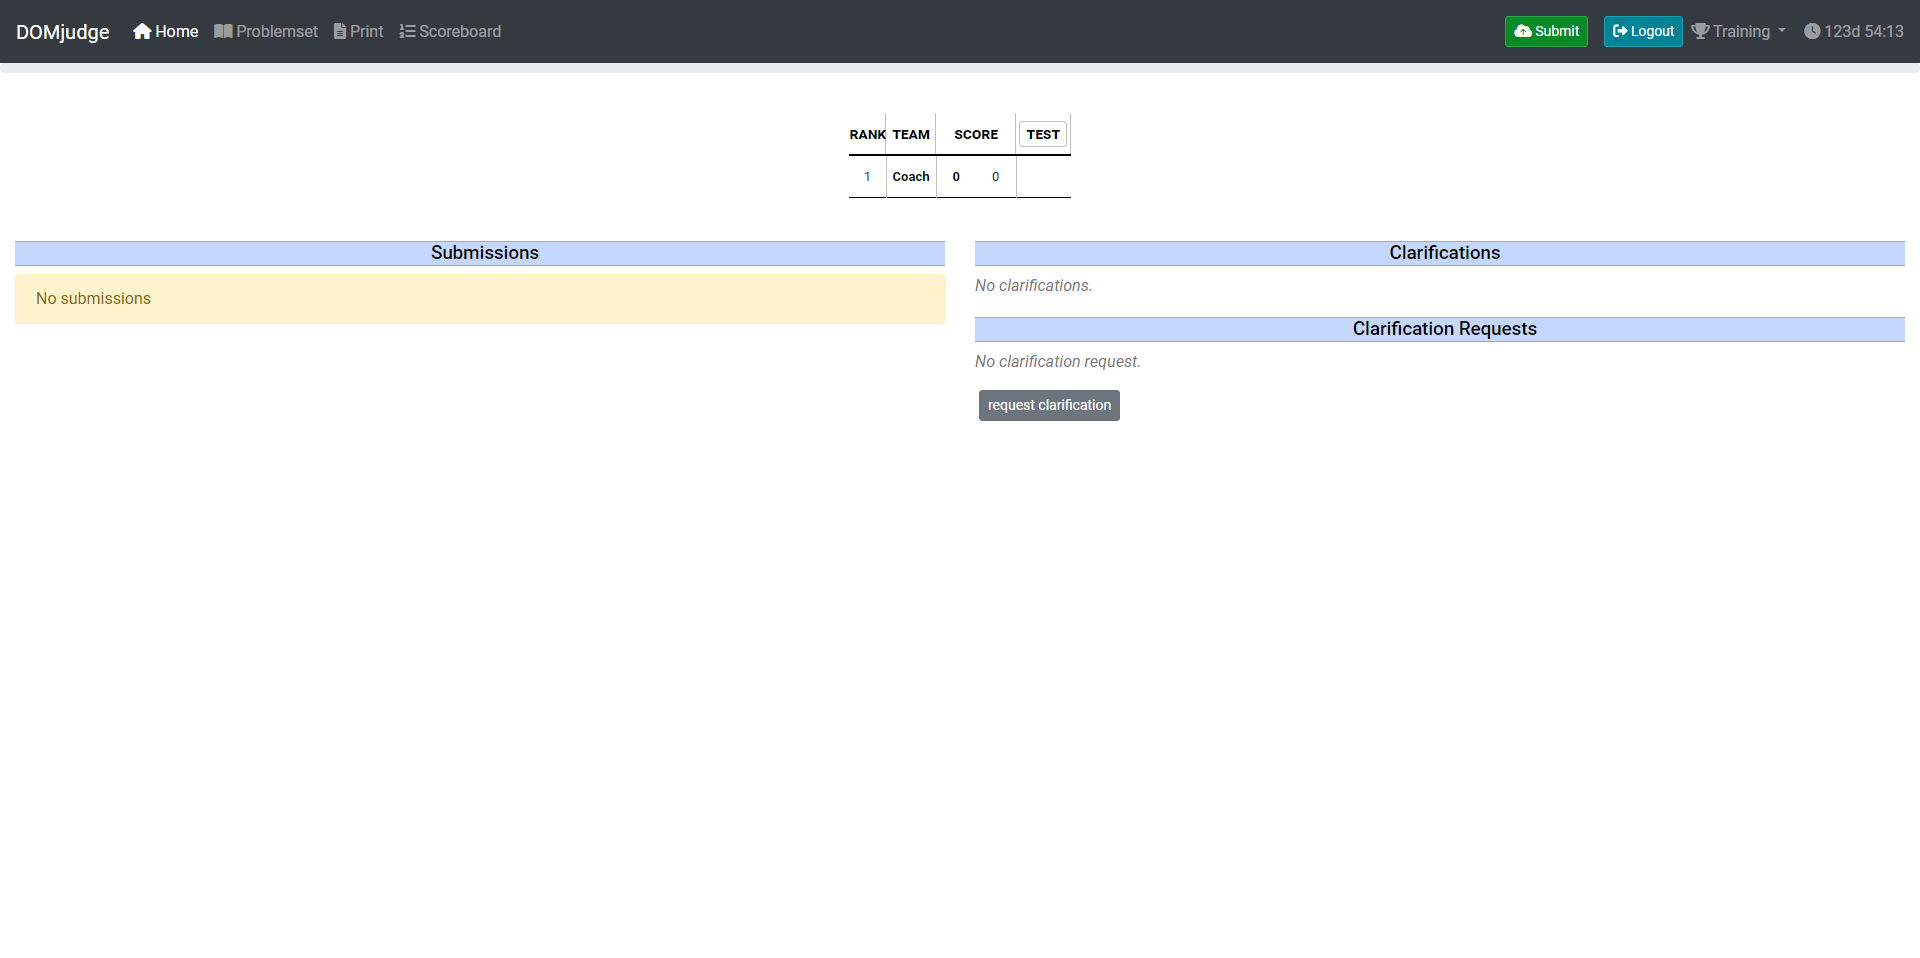 DOMjudge Home Problemset Print Scoreboard Submit Logout Training 123d 54:13
RANK TEAM SCORE TEST
1 Coach 0 0
Submissions
No submissions
Clarifications
No clarifications.
Clarification Requests
No clarification request.
request clarification